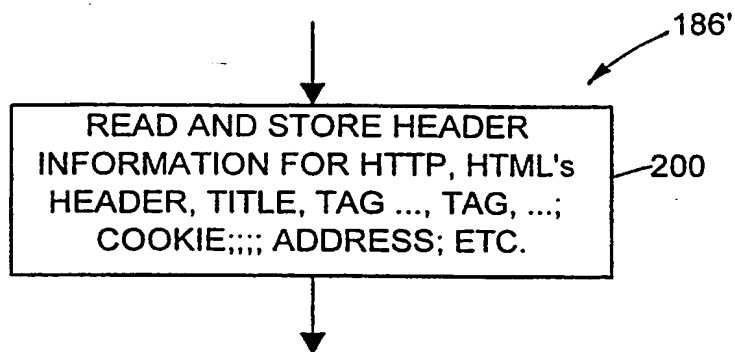 186'
READ AND STORE HEADER
INFORMATION FOR HTTP, HTML's
HEADER, TITLE, TAG ..., TAG, ...;
COOKIE;;;; ADDRESS; ETC.
200